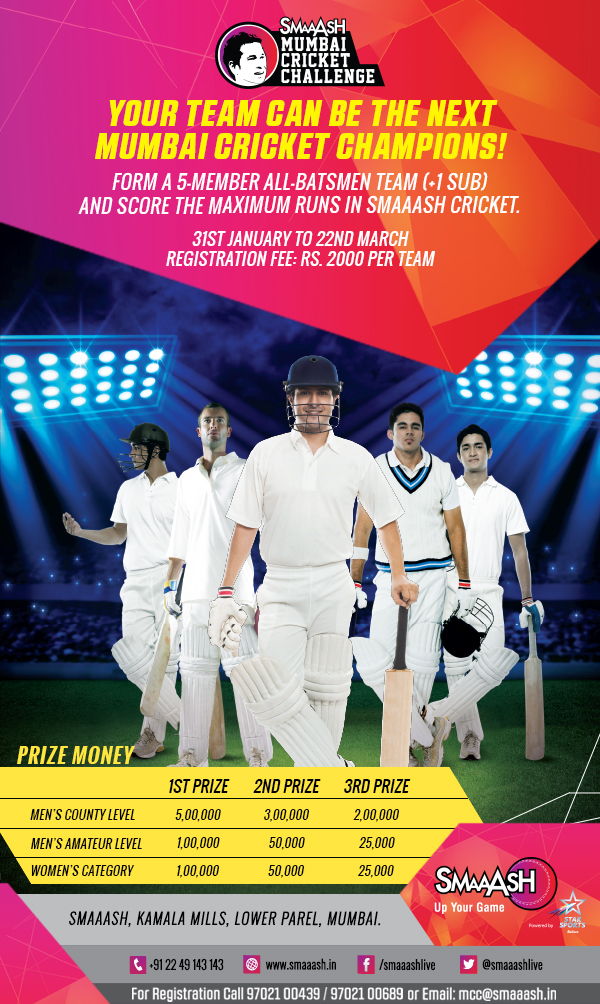 SMAAASH
MUMBAI
CRICKET
CHALLENGE
YOUR TEAM CAN BE THE NEXT
MUMBAI CRICKET CHAMPIONS!
FORM A 5-MEMBER ALL-BATSMEN TEAM (+1 SUB)
AND SCORE THE MAXIMUM RUNS IN SMAAASH CRICKET.
31ST JANUARY TO 22ND MARCH
REGISTRATION FEE: RS. 2000 PER TEAM
PRIZE MONEY
1ST PRIZE 2ND PRIZE 3RD PRIZE
MEN'S COUNTY LEVEL 5,00,000 3,00,000 2,00,000
MEN'S AMATEUR LEVEL 1,00,000 50,000 25,000
WOMEN'S CATEGORY 1,00,000 50,000 25,000
SMAAASH
Up Your Game
Powered by
STAR
SPORTS
SMAAASH, KAMALA MILLS, LOWER PAREL, MUMBAI.
+91 22 49 143 143 www.smaaash.in /smaaashlive @smaaashlive
For Registration Call 97021 00439 / 97021 00689 or Email: mcc@smaaash.in